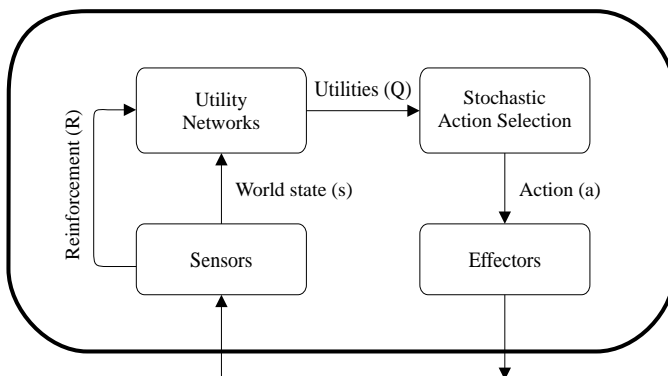 Utility
Networks
Utilities (Q)
Stochastic
Action Selection
Reinforcement (R)
World state (s)
Action (a)
Sensors
Effectors